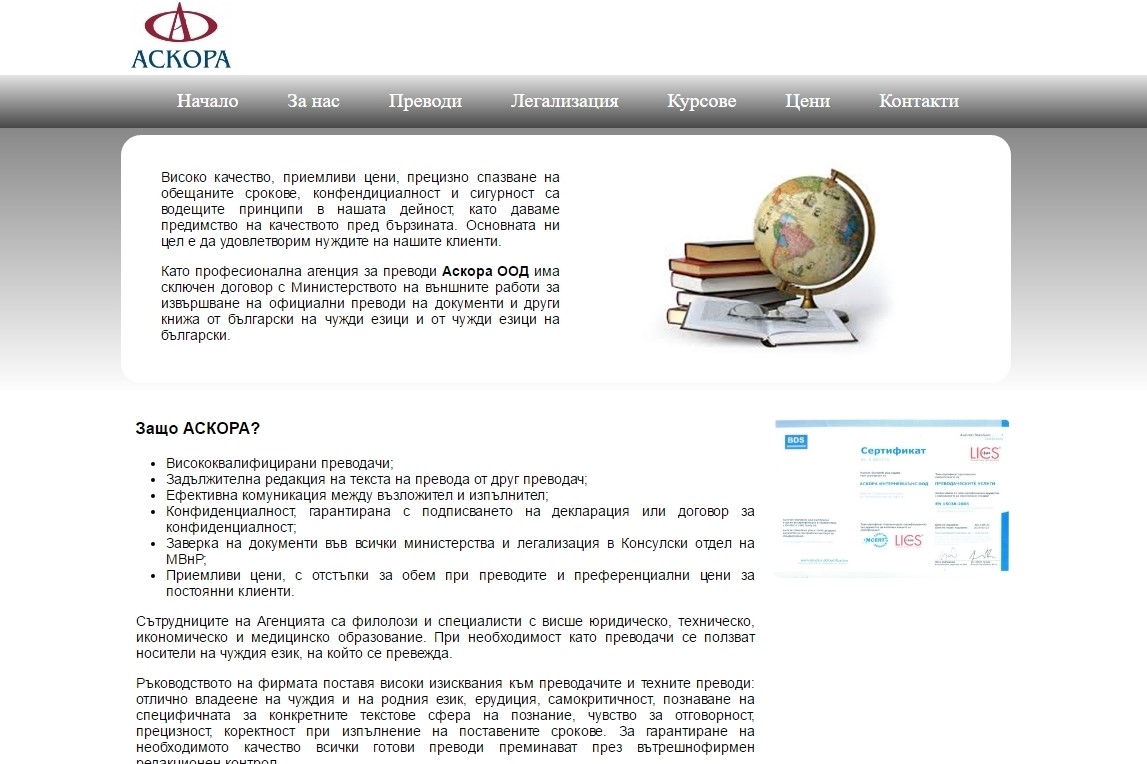 АСКОРА
Начало За нас Преводи Легализация Курсове Цени Контакти
Високо качество, приемливи цени, прецизно спазване на
обещаните срокове, конфендициалност и сигурност са
водещите принципи в нашата дейност, като даваме
предимство на качеството пред бързината. Основната ни
цел е да удовлетворим нуждите на нашите клиенти.
Като професионална агенция за преводи Аскора ООД има
сключен договор с Министерството на външните работи за
извършване на официални преводи на документи и други
книжа от български на чужди езици и от чужди езици на
български.
Защо АСКОРА?
• Висококвалифицирани преводачи;
• Задължителна редакция на текста на превода от друг преводач;
• Ефективна комуникация между възложител и изпълнител;
• Конфиденциалност, гарантирана с подписването на декларация или договор за
конфиденциалност;
• Заверка на документи във всички министерства и легализация в Консулски отдел на
МВнР;
• Приемливи цени, с отстъпки за обем при преводите и преференциални цени за
постоянни клиенти.
Сътрудниците на Агенцията са филолози и специалисти с висше юридическо, техническо,
икономическо и медицинско образование. При необходимост като преводачи се ползват
носители на чуждия език, на който се превежда.
Ръководството на фирмата поставя високи изисквания към преводачите и техните преводи:
отлично владеене на чуждия и на родния език, ерудиция, самокритичност, познаване на
специфичната за конкретните текстове сфера на познание, чувство за отговорност,
прецизност, коректност при изпълнение на поставените срокове. За гарантиране на
необходимото качество всички готови преводи преминават през вътрешнофирмен
редакционен контрол.
BDS
Сертификат
LICS
LICS